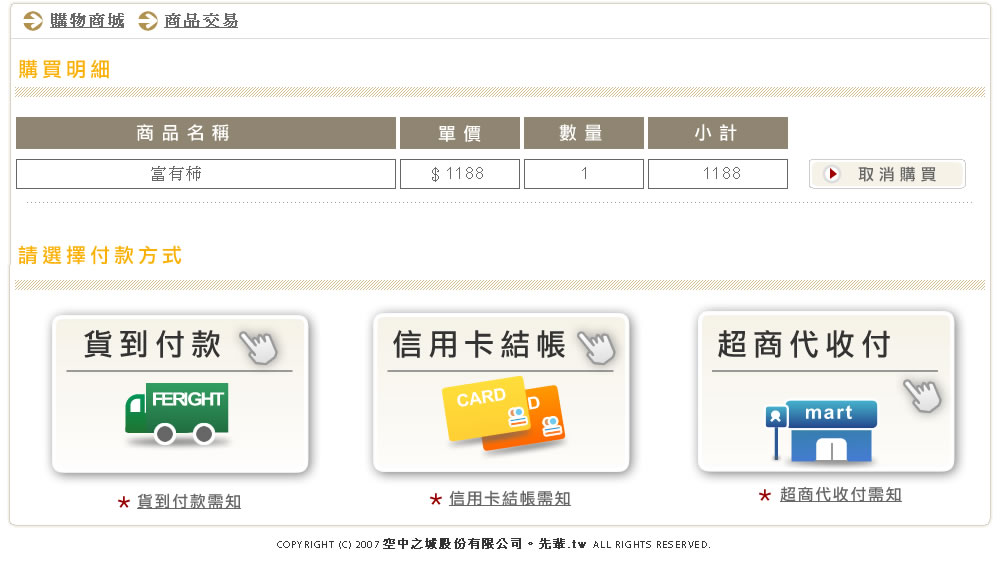 購物商城 商品交易
購買明細
商品名稱 單價 數量 小計
富有柿 $1188 1 1188 取消購買
請選擇付款方式
貨到付款 信用卡結帳 超商代收付
FERIGHT CARD D mart
* 貨到付款需知 * 信用卡結帳需知 * 超商代收付需知
COPYRIGHT (C) 2007 空中之城股份有限公司。先輩.tw ALL RIGHTS RESERVED.